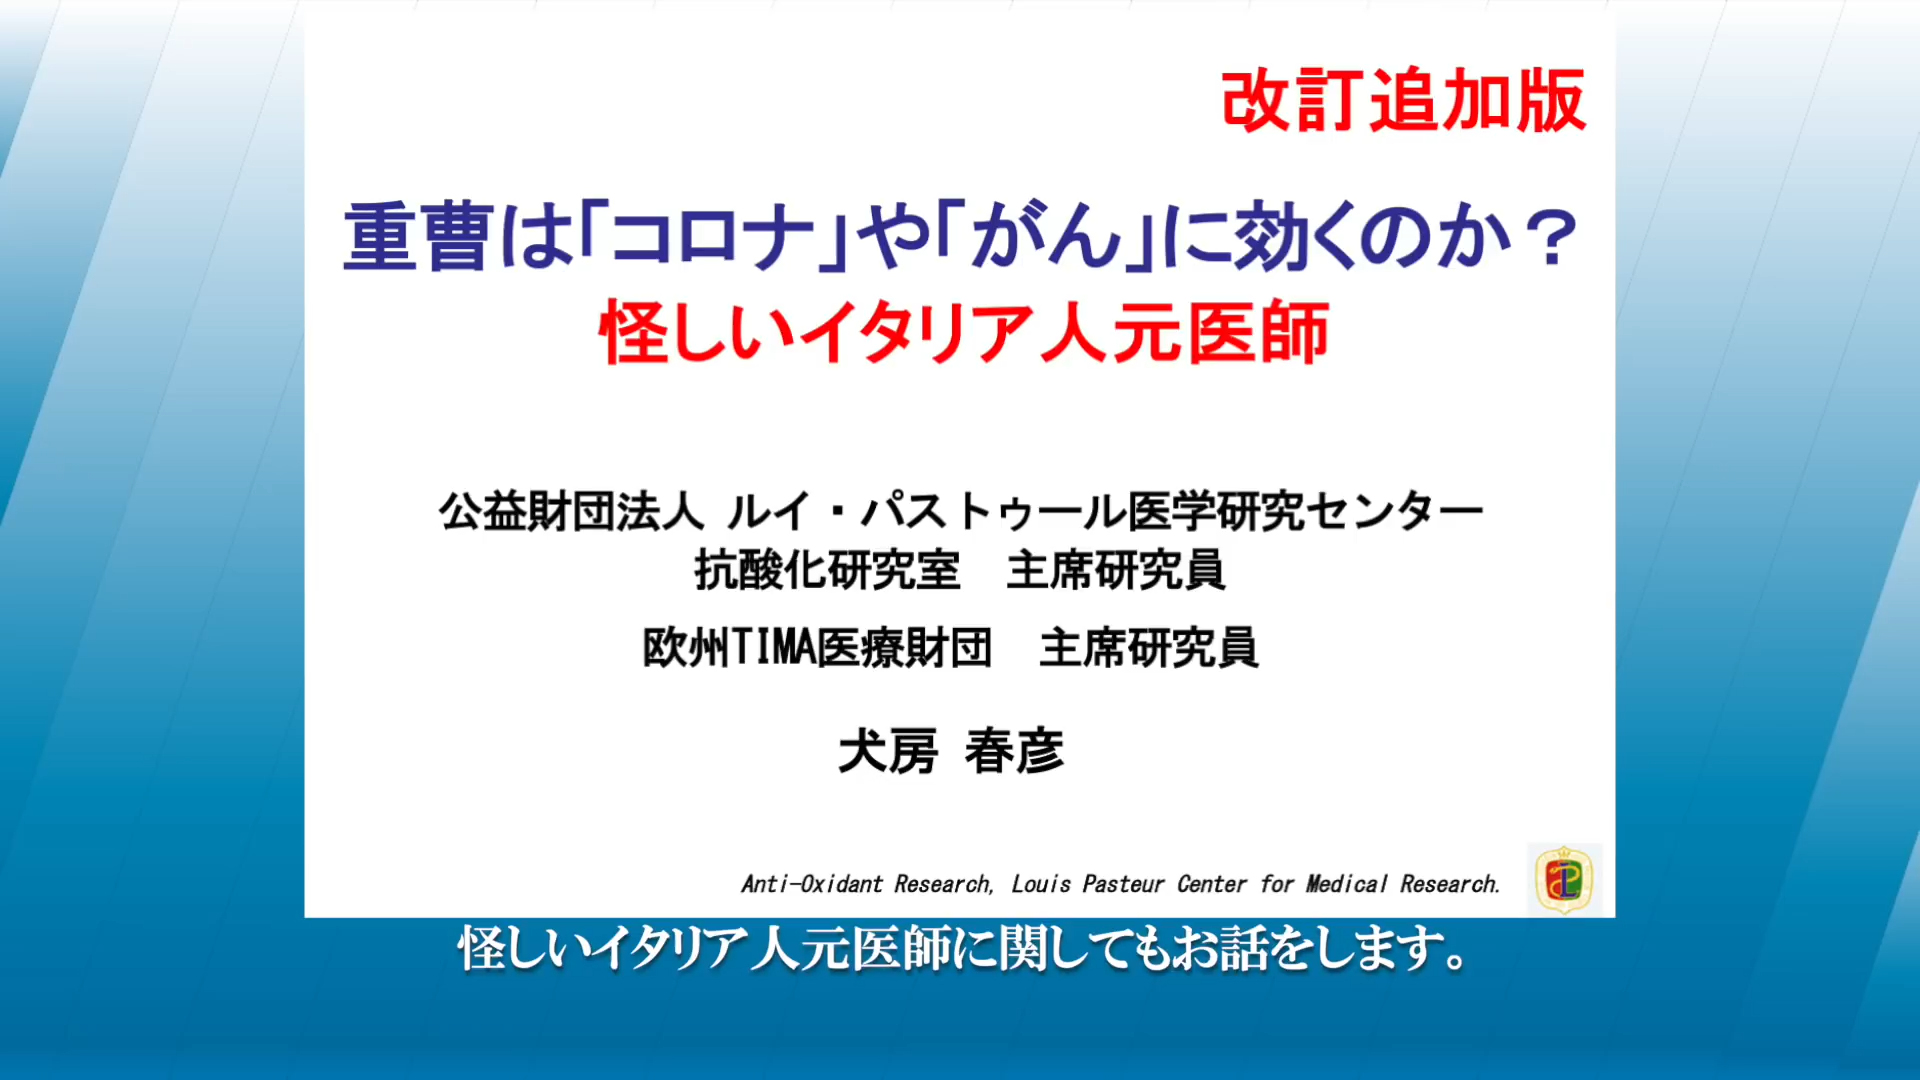 改訂追加版
重曹は「コロナ」や「がん」に効くのか？
怪しいイタリア人元医師
公益財団法人 ルイ・パストゥール医学研究センター
抗酸化研究室　主席研究員
欧州TIMA医療財団　主席研究員
犬房 春彦
Anti-Oxidant Research, Louis Pasteur Center for Medical Research.
怪しいイタリア人元医師に関してもお話をします。